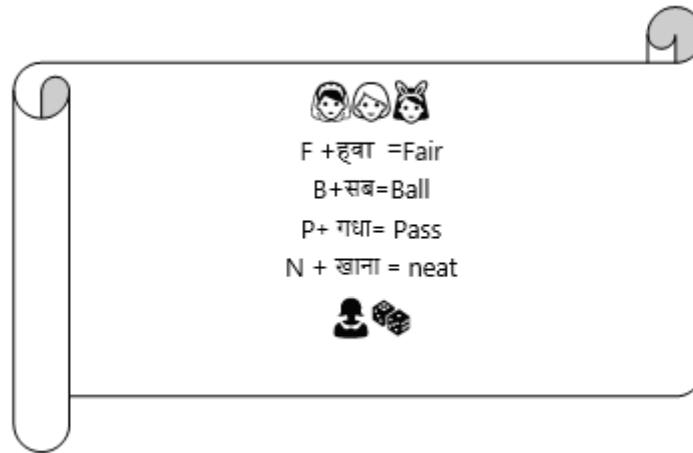 F +हवा =Fair
B+सब=Ball
P+ गधा= Pass
N + खाना = neat